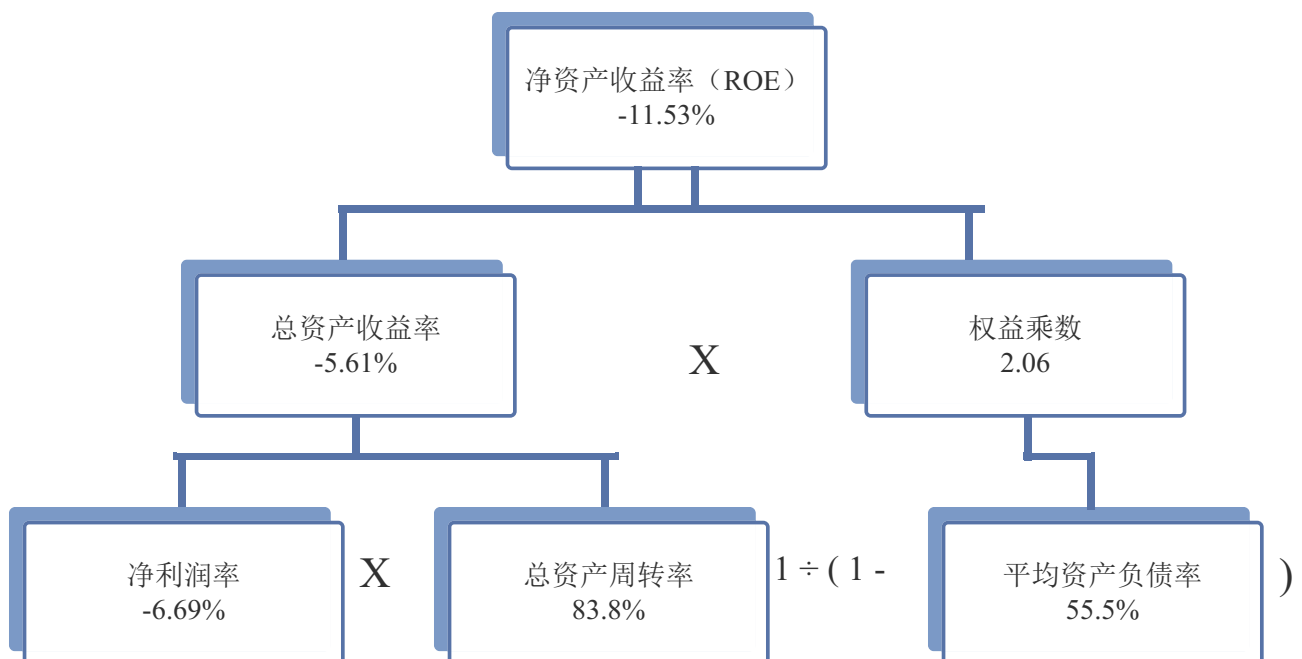 净资产收益率（ROE）
-11.53%
总资产收益率
-5.61%
X
权益乘数
2.06
净利润率
-6.69%
X
总资产周转率
83.8%
1 ÷ ( 1 -
平均资产负债率
55.5%
)